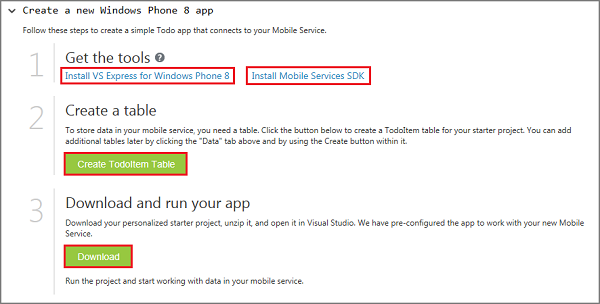 Create a new Windows Phone 8 app
Follow these steps to create a simple Todo app that connects to your Mobile Service.
1 Get the tools ?
Install VS Express for Windows Phone 8 Install Mobile Services SDK
2 Create a table
To store data in your mobile service, you need a table. Click the button below to create a TodoItem table for your starter project. You can add
additional tables later by clicking the "Data" tab above and by using the Create button within it.
Create TodoItem Table
3 Download and run your app
Download your personalized starter project, unzip it, and open it in Visual Studio. We have pre-configured the app to work with your new Mobile
Service.
Download
Run the project and start working with data in your mobile service.